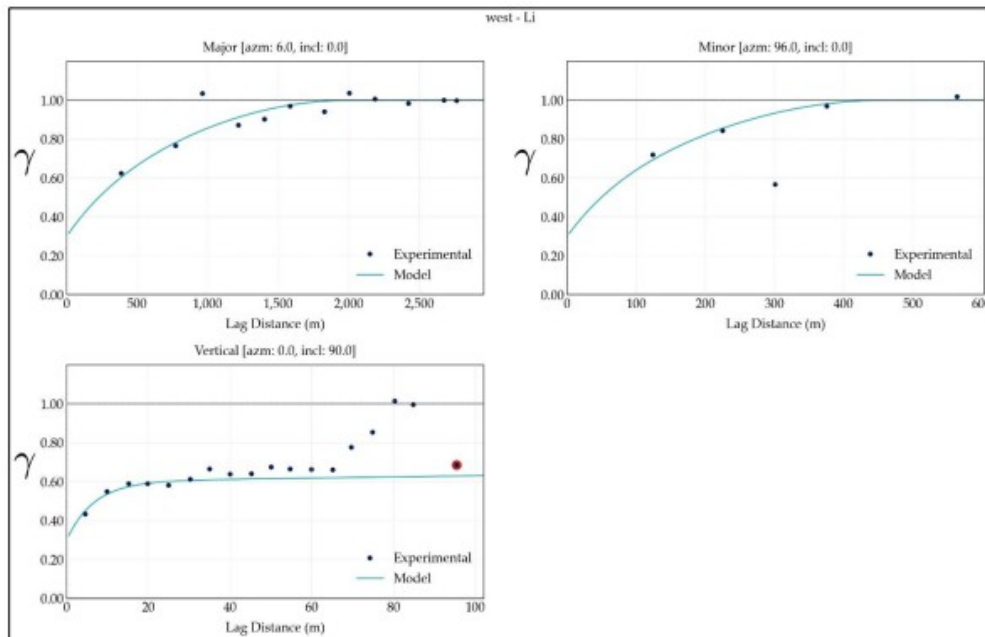 west - Li
Major [azm: 6.0, incl: 0.0]
1.00
0.80
0.60
0.40
0.20
0.00
γ
Experimental
Model
0 500 1,000 1,500 2,000 2,500
Lag Distance (m)
Minor [azm: 96.0, incl: 0.0]
1.00
0.80
0.60
0.40
0.20
0.00
γ
Experimental
Model
0 100 200 300 400 500 600
Lag Distance (m)
Vertical [azm: 0.0, incl: 90.0]
1.00
0.80
0.60
0.40
0.20
0.00
γ
Experimental
Model
0 20 40 60 80 100
Lag Distance (m)